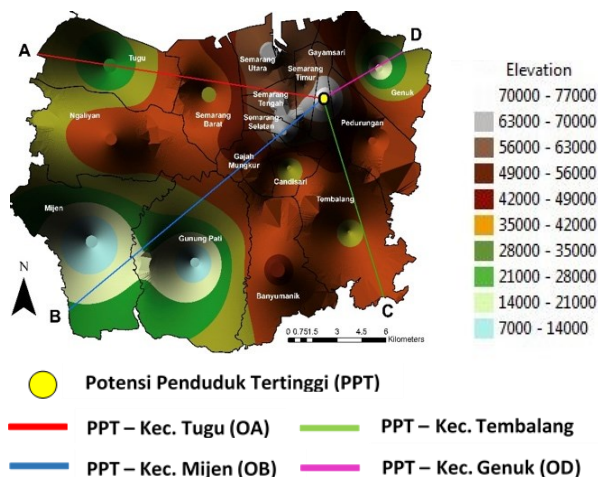 A
D
Tugu
Semarang
Utara
Gayamsari
Semarang
Timur
Genuk
Ngaliyan
Semarang
Barat
Semarang
Tengah
Semarang
Selatan
Pedurungan
Gajah
Mungkur
Candisari
Mijen
Gunung Pati
Tembalang
Banyumanik
N
B
C
0 0.751.5 3 4.5 6
Kilometers
Elevation
70000 - 77000
63000 - 70000
56000 - 63000
49000 - 56000
42000 - 49000
35000 - 42000
28000 - 35000
21000 - 28000
14000 - 21000
7000 - 14000
Potensi Penduduk Tertinggi (PPT)
PPT – Kec. Tugu (OA)
PPT – Kec. Tembalang
PPT – Kec. Mijen (OB)
PPT – Kec. Genuk (OD)